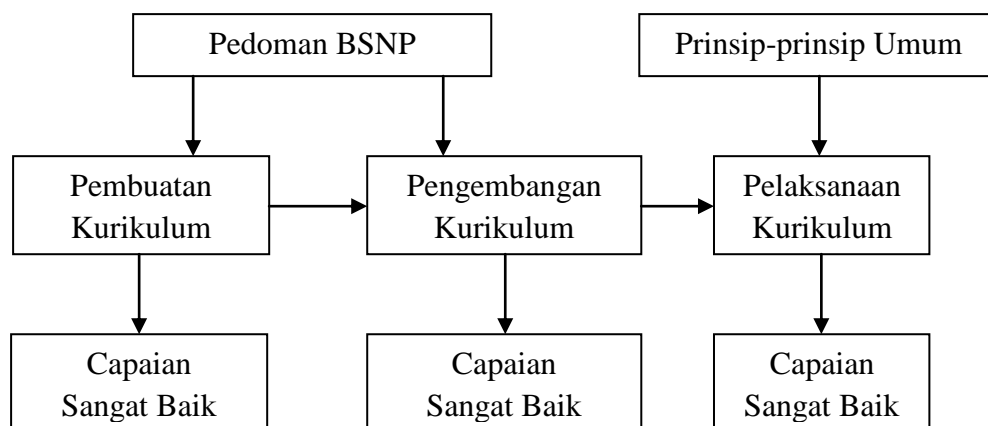 Pedoman BSNP
Prinsip-prinsip Umum
Pembuatan
Kurikulum
Pengembangan
Kurikulum
Pelaksanaan
Kurikulum
Capaian
Sangat Baik
Capaian
Sangat Baik
Capaian
Sangat Baik